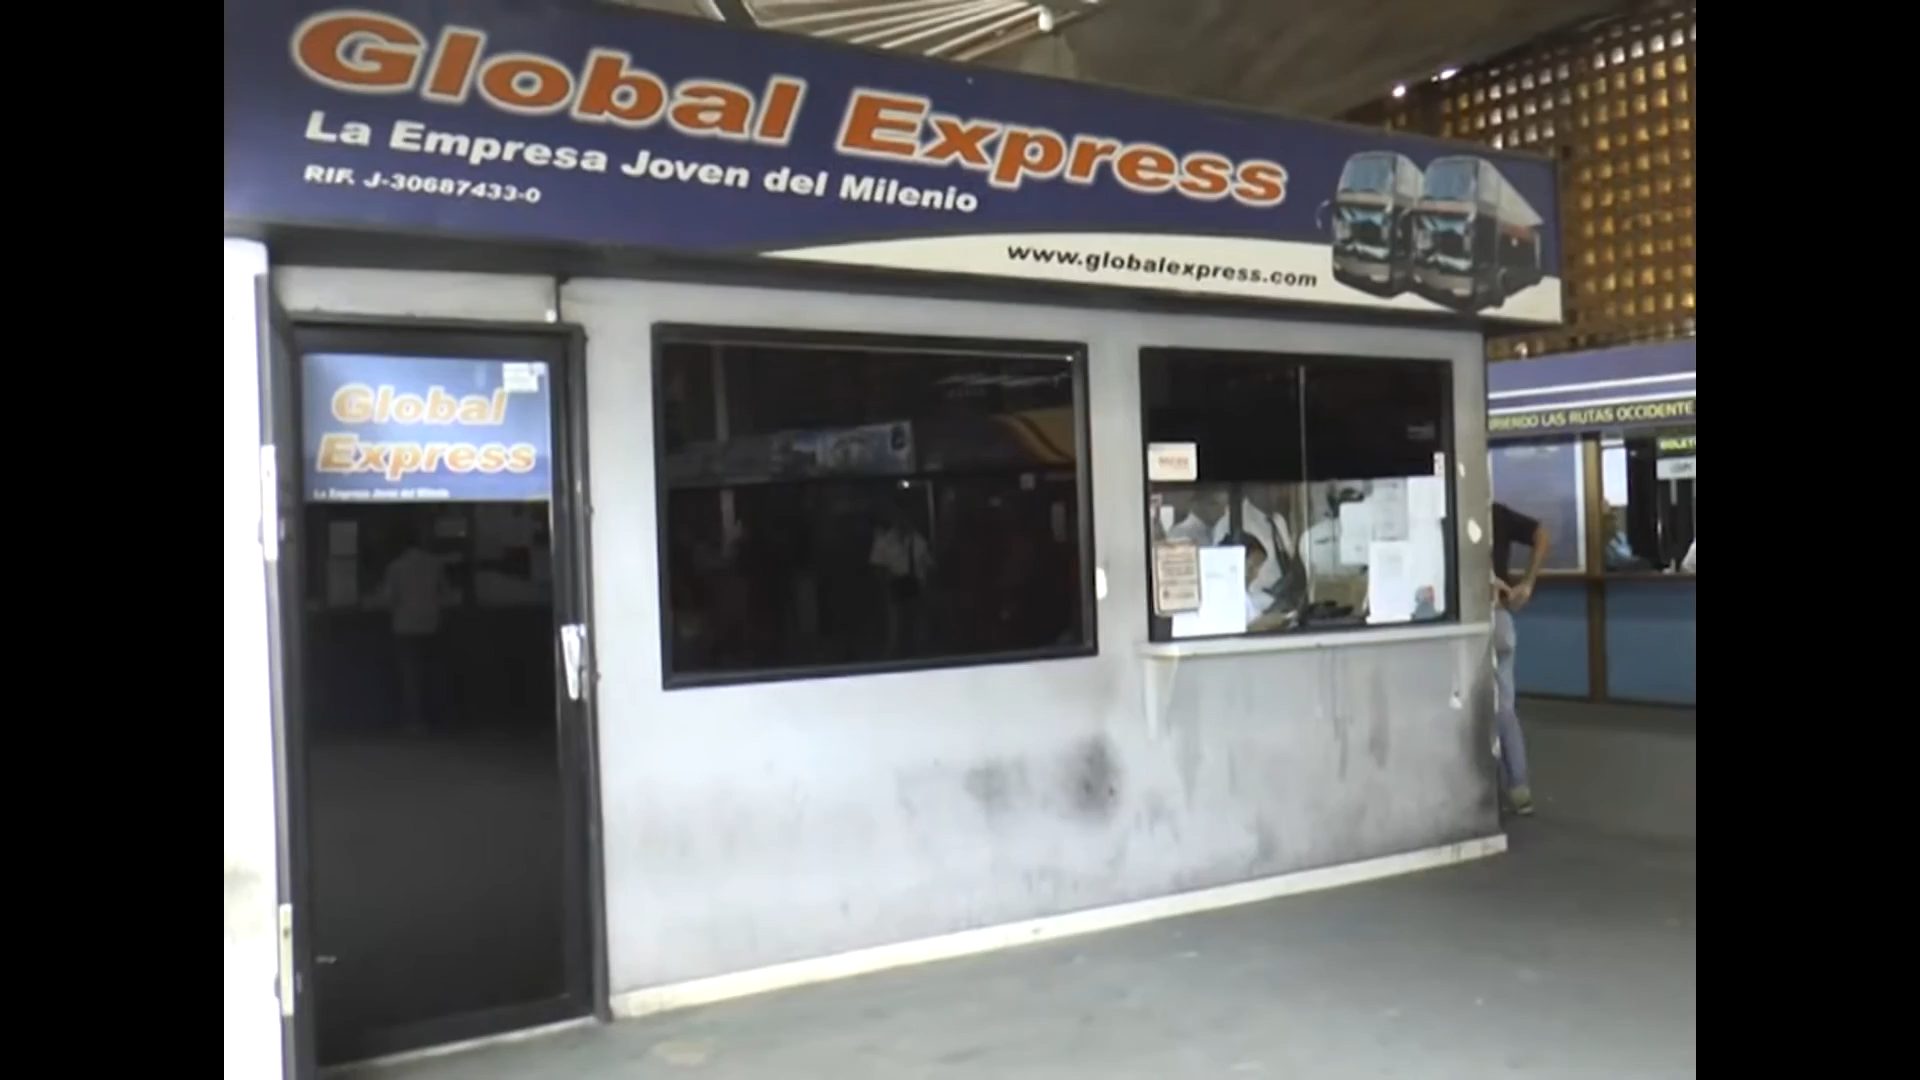 Global Express
La Empresa Joven del Milenio
RIF. J-30687433-0
www.globalexpress.com
Global
Express
La Empresa Joven del Milenio
LAS RUTAS OCCIDENTE